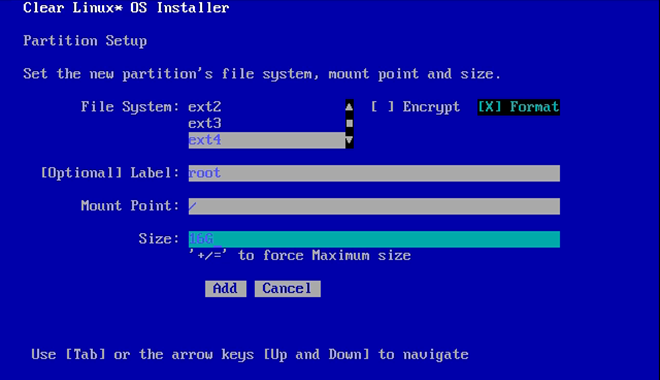 Clear Linux* OS Installer
Partition Setup
Set the new partition's file system, mount point and size.
File System: ext2 [ ] Encrypt [X] Format
ext3
ext4
[Optional] Label: root
Mount Point: /
Size: 16G_
'+/=' to force Maximum size
Add Cancel
Use [Tab] or the arrow keys [Up and Down] to navigate